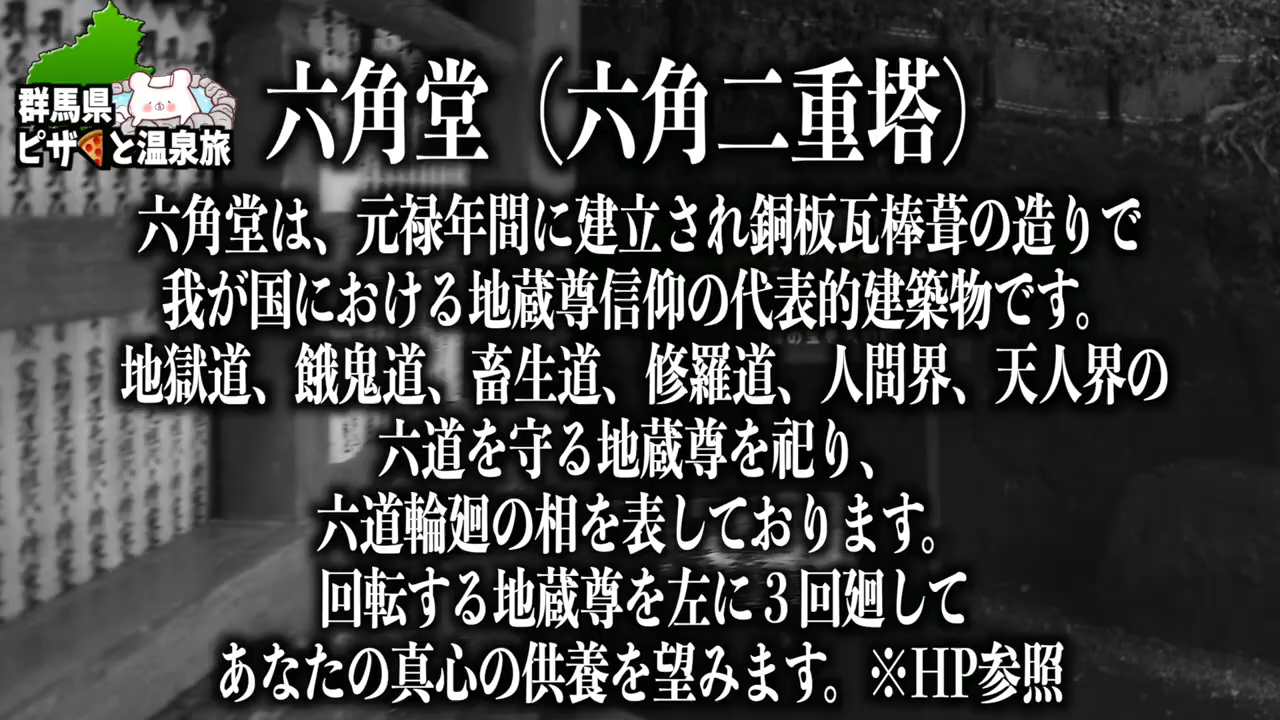 群馬県
ピザ🍕と温泉旅
六角堂（六角二重塔）
六角堂は、元禄年間に建立され銅板瓦棒葺の造りで
我が国における地蔵尊信仰の代表的建築物です。
地獄道、餓鬼道、畜生道、修羅道、人間界、天人界の
六道を守る地蔵尊を祀り、
六道輪廻の相を表しております。
回転する地蔵尊を左に３回廻して
あなたの真心の供養を望みます。※HP参照